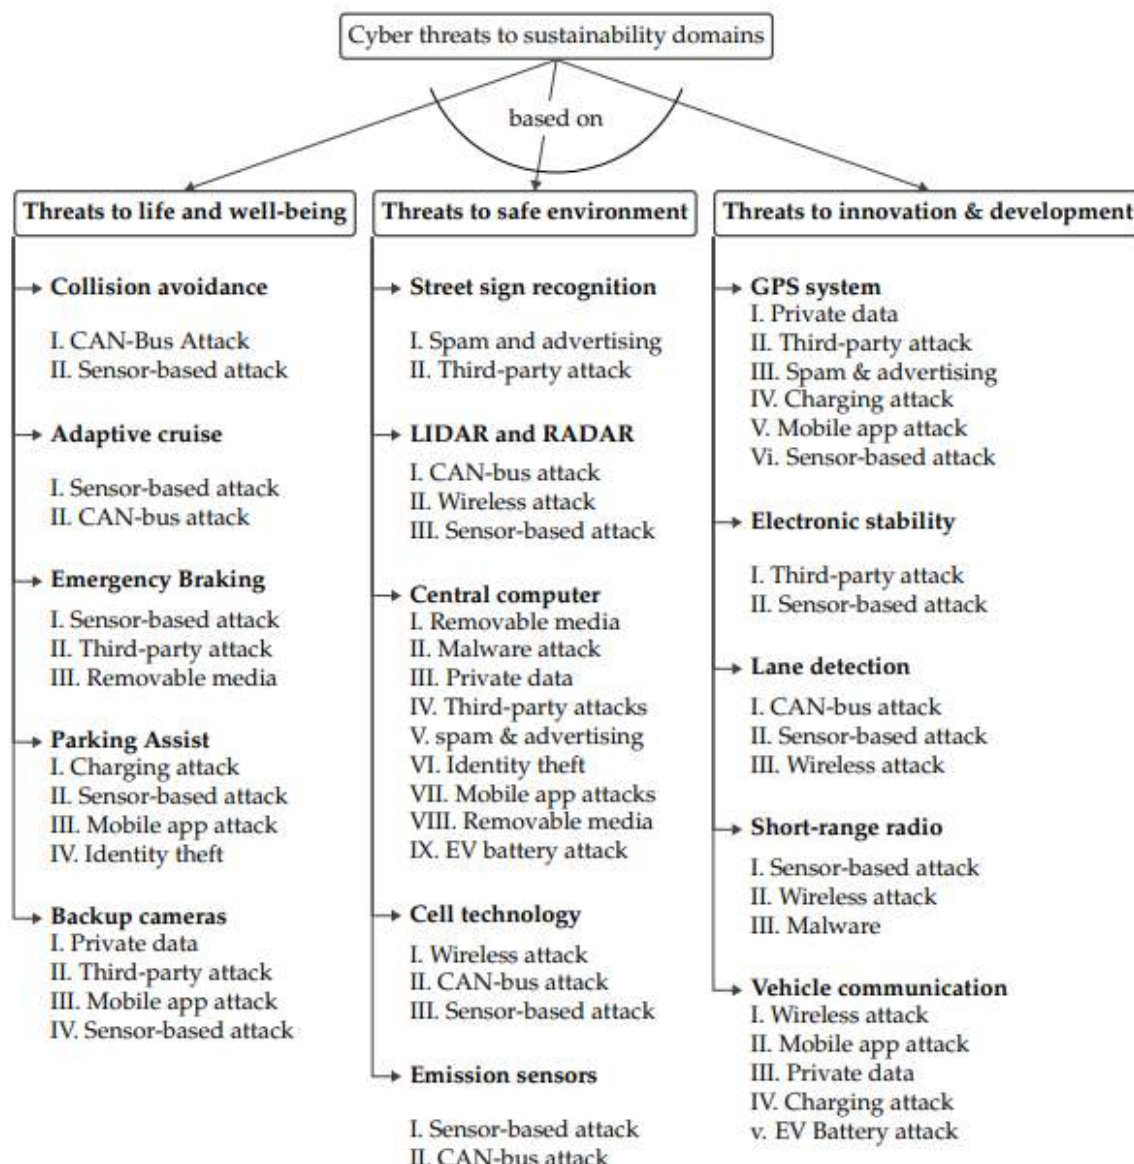 Cyber threats to sustainability domains
based on
Threats to life and well-being
Collision avoidance
I. CAN-Bus Attack
II. Sensor-based attack
Adaptive cruise
I. Sensor-based attack
II. CAN-bus attack
Emergency Braking
I. Sensor-based attack
II. Third-party attack
III. Removable media
Parking Assist
I. Charging attack
II. Sensor-based attack
III. Mobile app attack
IV. Identity theft
Backup cameras
I. Private data
II. Third-party attack
III. Mobile app attack
IV. Sensor-based attack
Threats to safe environment
Street sign recognition
I. Spam and advertising
II. Third-party attack
LIDAR and RADAR
I. CAN-bus attack
II. Wireless attack
III. Sensor-based attack
Central computer
I. Removable media
II. Malware attack
III. Private data
IV. Third-party attacks
V. spam & advertising
VI. Identity theft
VII. Mobile app attacks
VIII. Removable media
IX. EV battery attack
Cell technology
I. Wireless attack
II. CAN-bus attack
III. Sensor-based attack
Emission sensors
I. Sensor-based attack
II. CAN-bus attack
Threats to innovation & development
GPS system
I. Private data
II. Third-party attack
III. Spam & advertising
IV. Charging attack
V. Mobile app attack
Vi. Sensor-based attack
Electronic stability
I. Third-party attack
II. Sensor-based attack
Lane detection
I. CAN-bus attack
II. Sensor-based attack
III. Wireless attack
Short-range radio
I. Sensor-based attack
II. Wireless attack
III. Malware
Vehicle communication
I. Wireless attack
II. Mobile app attack
III. Private data
IV. Charging attack
v. EV Battery attack